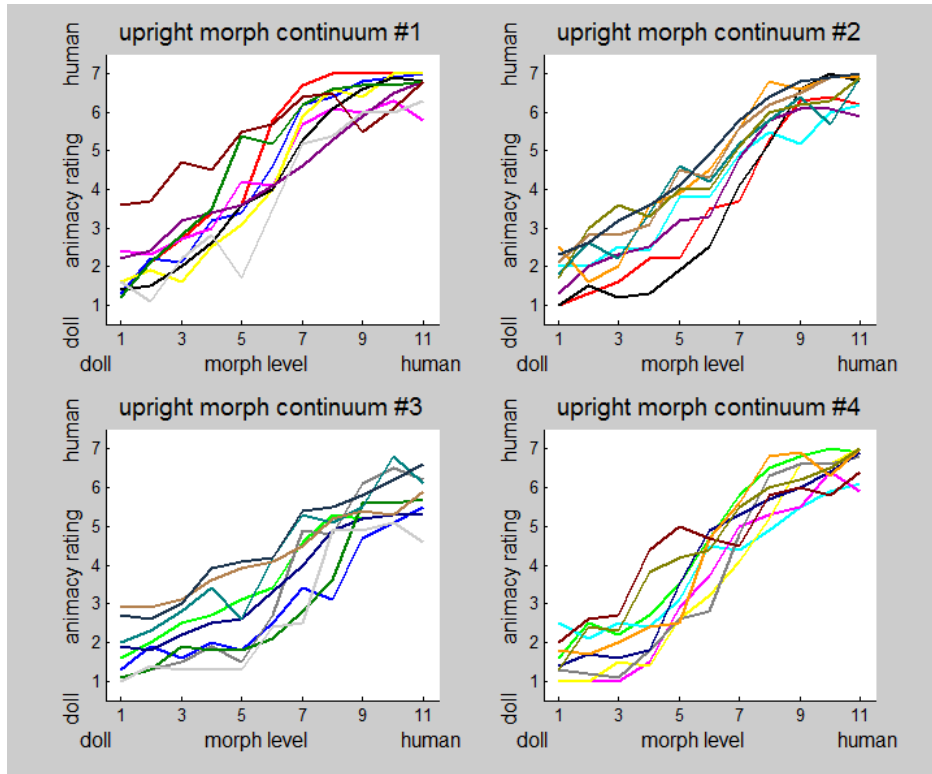 upright morph continuum #1
human
animacy rating
doll
7
6
5
4
3
2
1
1 3 5 7 9 11
doll morph level human
upright morph continuum #2
human
animacy rating
doll
7
6
5
4
3
2
1
1 3 5 7 9 11
doll morph level human
upright morph continuum #3
human
animacy rating
doll
7
6
5
4
3
2
1
1 3 5 7 9 11
doll morph level human
upright morph continuum #4
human
animacy rating
doll
7
6
5
4
3
2
1
1 3 5 7 9 11
doll morph level human